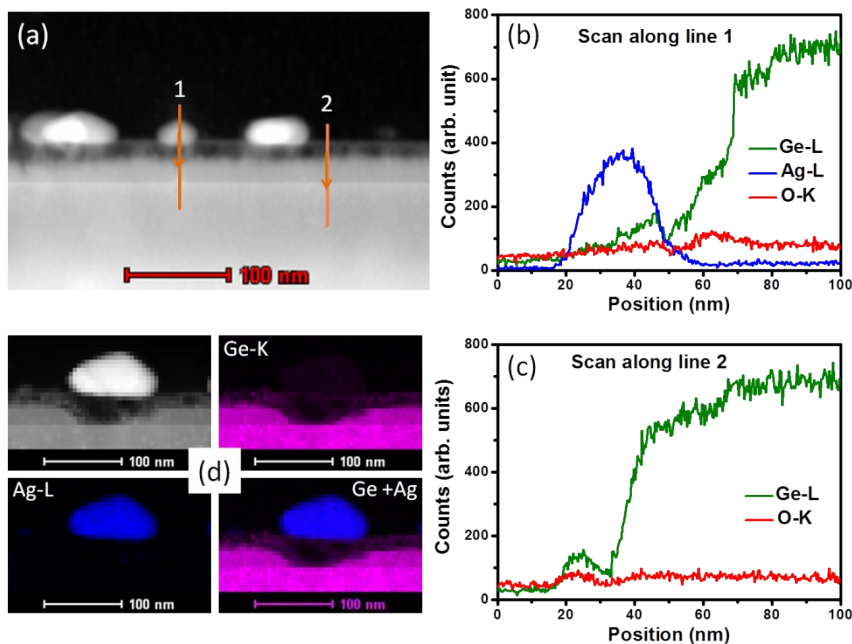 (a)
1
2
100 nm
(b)
Scan along line 1
Counts (arb. unit)
800
600
400
200
0
Ge-L
Ag-L
O-K
0 20 40 60 80 100
Position (nm)
Ge-K
100 nm
100 nm
(d)
Ag-L
Ge +Ag
100 nm
100 nm
(c)
Scan along line 2
Counts (arb. units)
800
600
400
200
0
Ge-L
O-K
0 20 40 60 80 100
Position (nm)